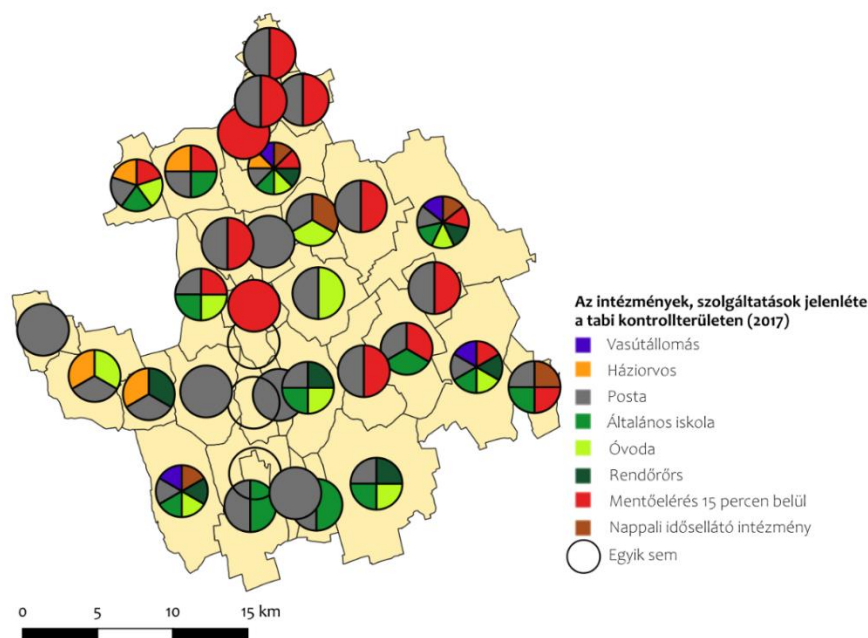 Az intézmények, szolgáltatások jelenléte
a tabi kontrollterületen (2017)
Vasútállomás
Háziorvos
Posta
Általános iskola
Óvoda
Rendőrőrs
Mentőelérés 15 percen belül
Nappali idősellátó intézmény
Egyik sem
0 5 10 15 km